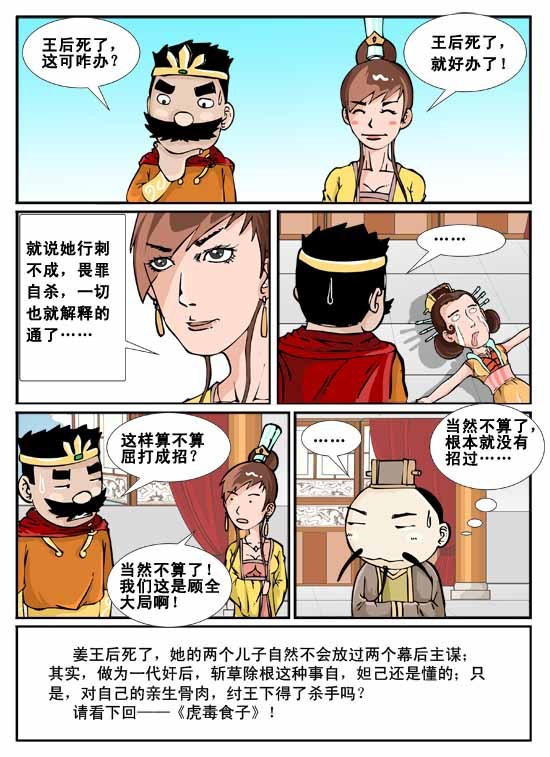 王后死了，
这可咋办？
王后死了，
就好办了！
就说她行刺
不成，畏罪
自杀，一切
也就解释的
通了……
……
这样算不算
屈打成招？
当然不算了！
我们这是顾全
大局啊！
……
当然不算了，
根本就没有
招过……
姜王后死了，她的两个儿子自然不会放过两个幕后主谋；
其实，做为一代奸后，斩草除根这种事自，妲己还是懂的；只
是，对自己的亲生骨肉，纣王下得了杀手吗？
请看下回——《虎毒食子》！